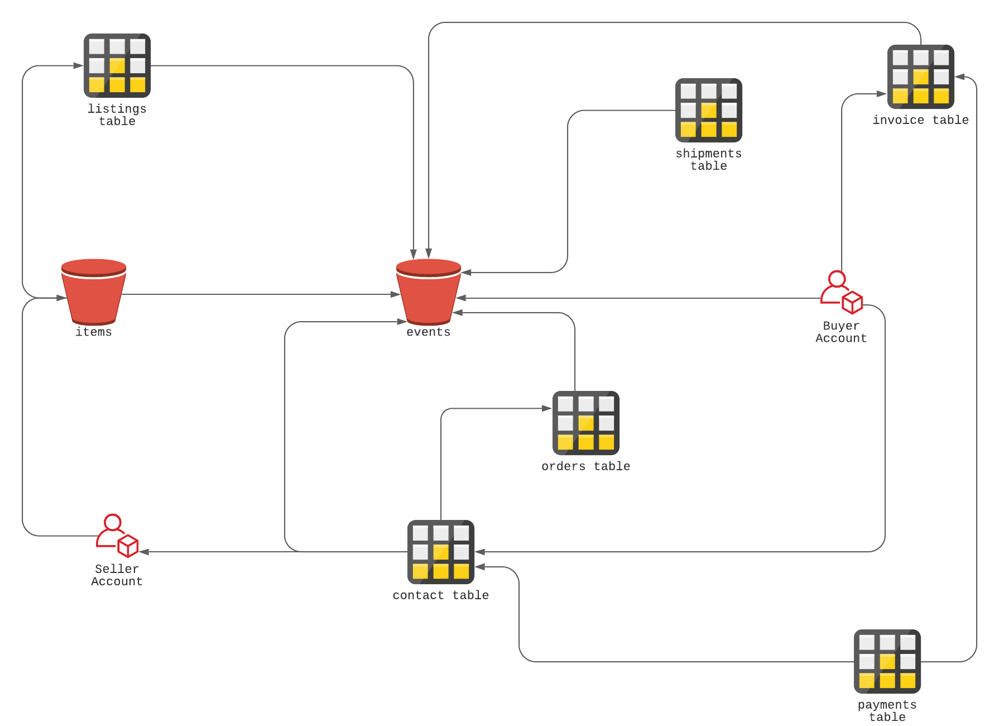 listings
table
invoice table
shipments
table
items
events
Buyer
Account
orders table
Seller
Account
contact table
payments
table